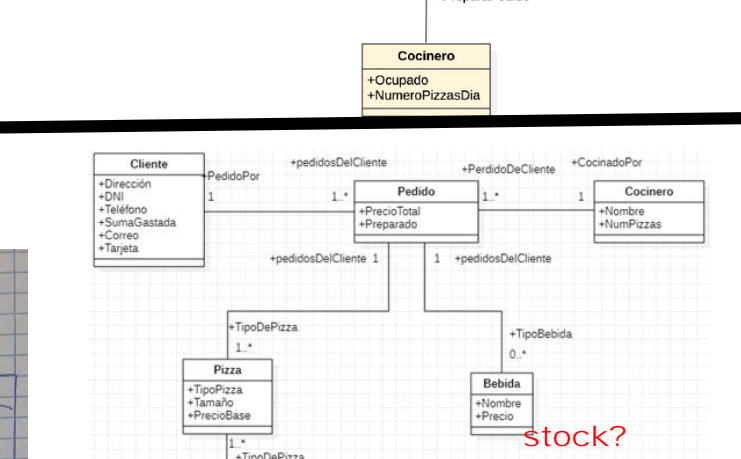 Cocinero
+Ocupado
+NumeroPizzasDia
Cliente
+Dirección
+DNI
+Teléfono
+SumaGastada
+Correo
+Tarjeta
+PedidoPor
1
+pedidosDelCliente
1..*
Pedido
+PrecioTotal
+Preparado
+PerdidoDeCliente
1..*
+CocinadoPor
1
Cocinero
+Nombre
+NumPizzas
+pedidosDelCliente 1
1 +pedidosDelCliente
+TipoDePizza
1..*
+TipoBebida
0..*
Pizza
+TipoPizza
+Tamaño
+PrecioBase
Bebida
+Nombre
+Precio
stock?
1..*
+TipoDePizza